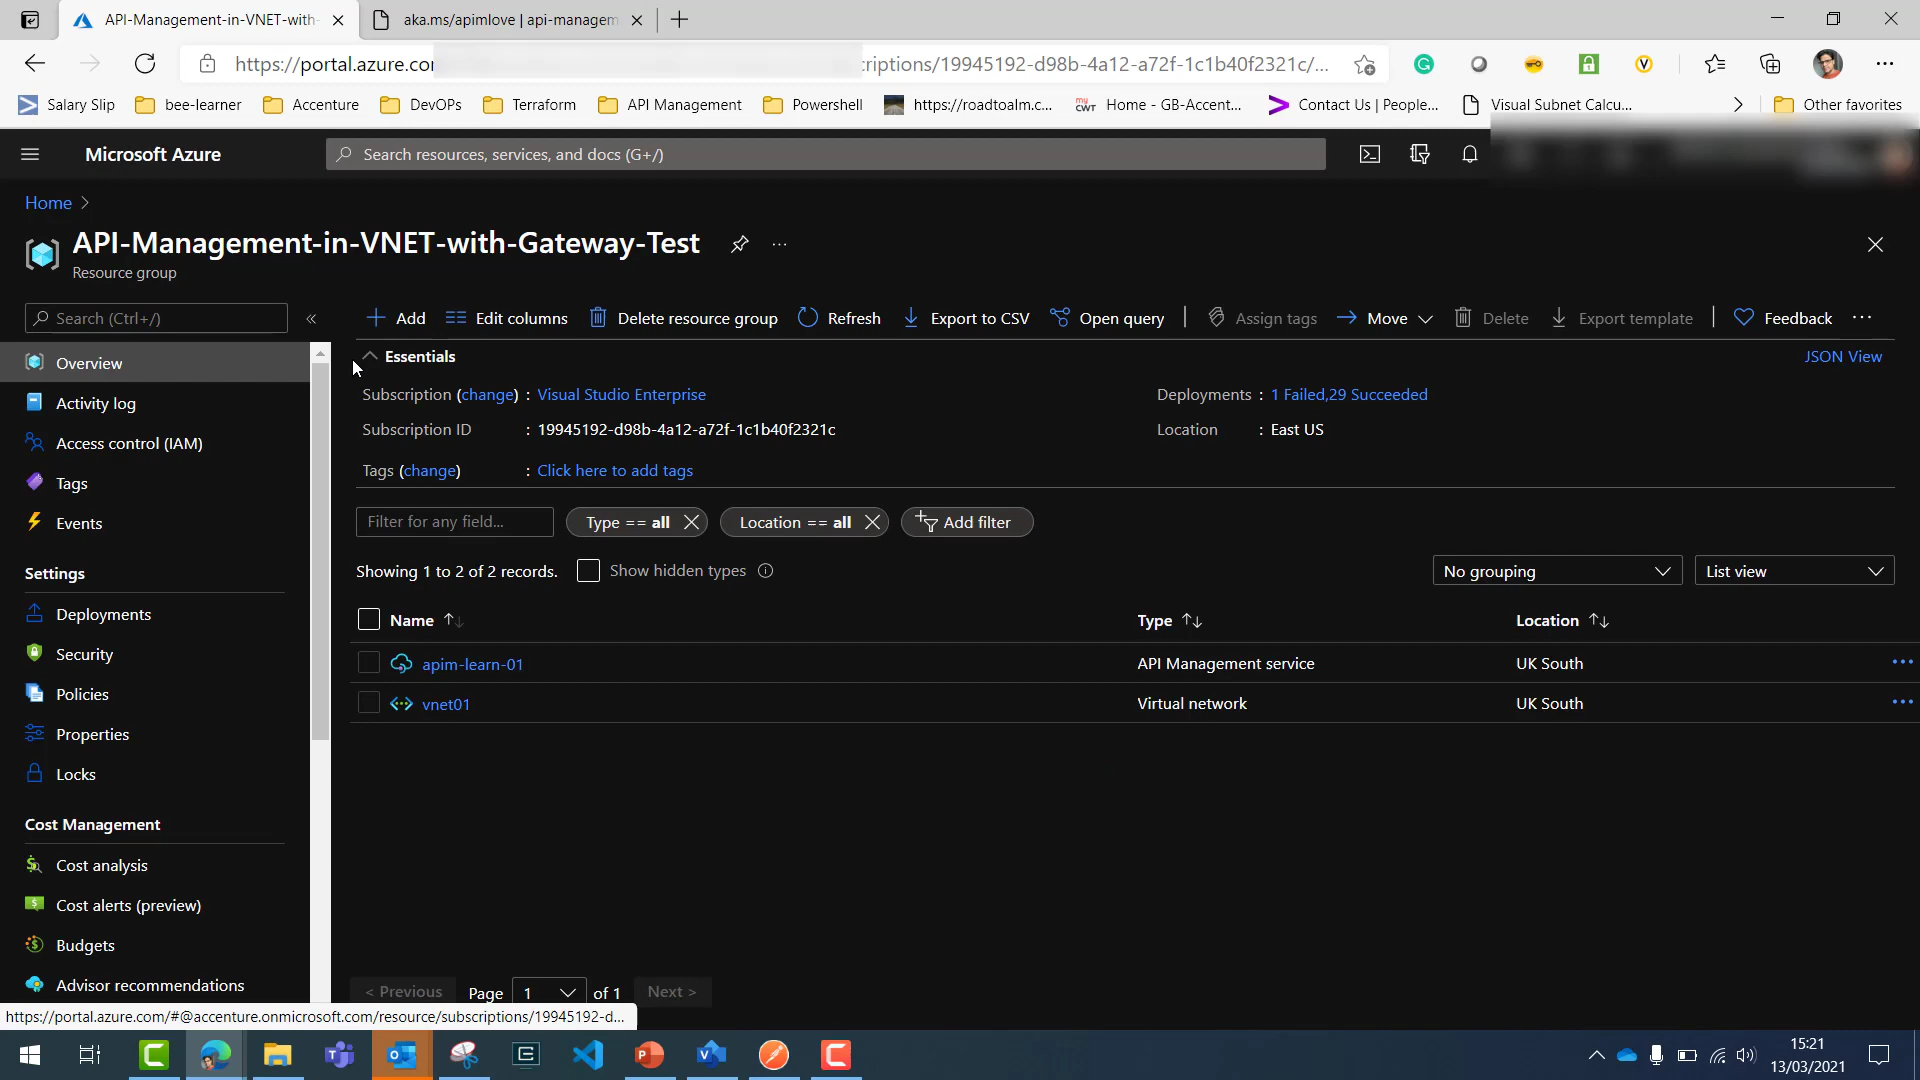 API-Management-in-VNET-with-
aka.ms/apimlove | api-managem
https://portal.azure.co
criptions/19945192-d98b-4a12-a72f-1c1b40f2321c/...
Salary Slip
bee-learner
Accenture
DevOPs
Terraform
API Management
Powershell
https://roadtoalm.c...
my CWT
Home - GB-Accent...
Contact Us | People...
Visual Subnet Calcu...
Other favorites
Microsoft Azure
Search resources, services, and docs (G+/)
Home >
API-Management-in-VNET-with-Gateway-Test
Resource group
Search (Ctrl+/)
Add
Edit columns
Delete resource group
Refresh
Export to CSV
Open query
Assign tags
Move
Delete
Export template
Feedback
Essentials
JSON View
Subscription (change) : Visual Studio Enterprise
Deployments : 1 Failed,29 Succeeded
Subscription ID : 19945192-d98b-4a12-a72f-1c1b40f2321c
Location : East US
Tags (change) : Click here to add tags
Overview
Activity log
Access control (IAM)
Tags
Events
Settings
Deployments
Security
Policies
Properties
Locks
Cost Management
Cost analysis
Cost alerts (preview)
Budgets
Advisor recommendations
Filter for any field...
Type == all
Location == all
Add filter
Showing 1 to 2 of 2 records.
Show hidden types
No grouping
List view
Name
Type
Location
apim-learn-01
API Management service
UK South
vnet01
Virtual network
UK South
< Previous
Page 1 of 1
Next >
https://portal.azure.com/#@accenture.onmicrosoft.com/resource/subscriptions/19945192-d...
15:21
13/03/2021